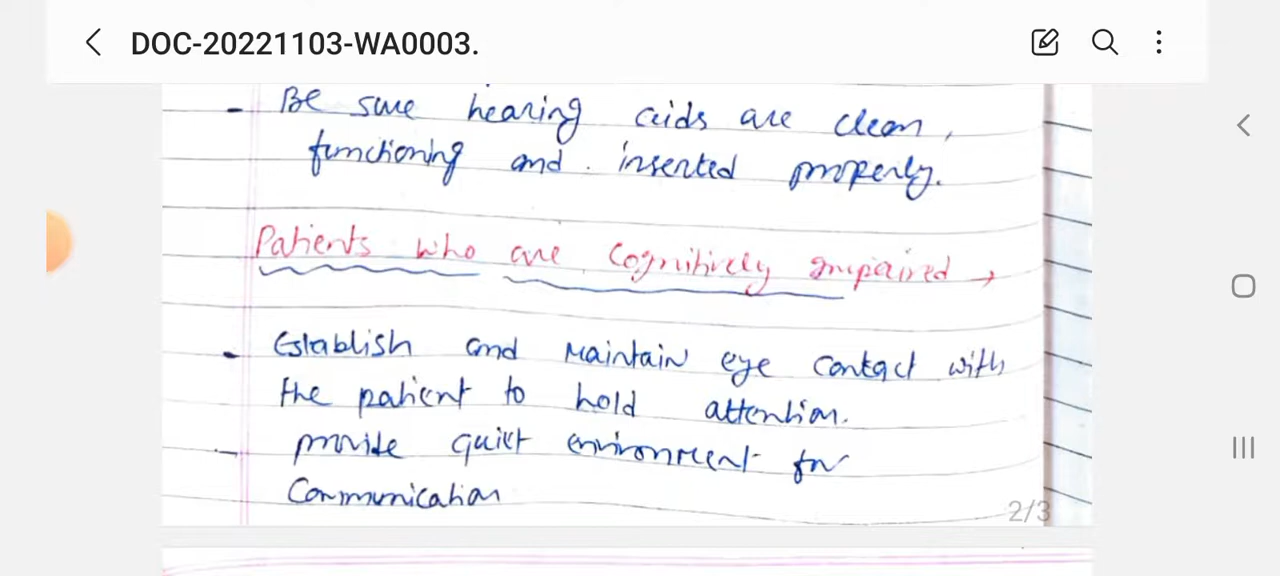 DOC-20221103-WA0003.
- Be sure hearing aids are clean,
functioning and inserted properly.
Patients who are Cognitively Impaired →
- Establish and Maintain eye contact with
the patient to hold attention.
- provide quiet environment for
Communication
2/3